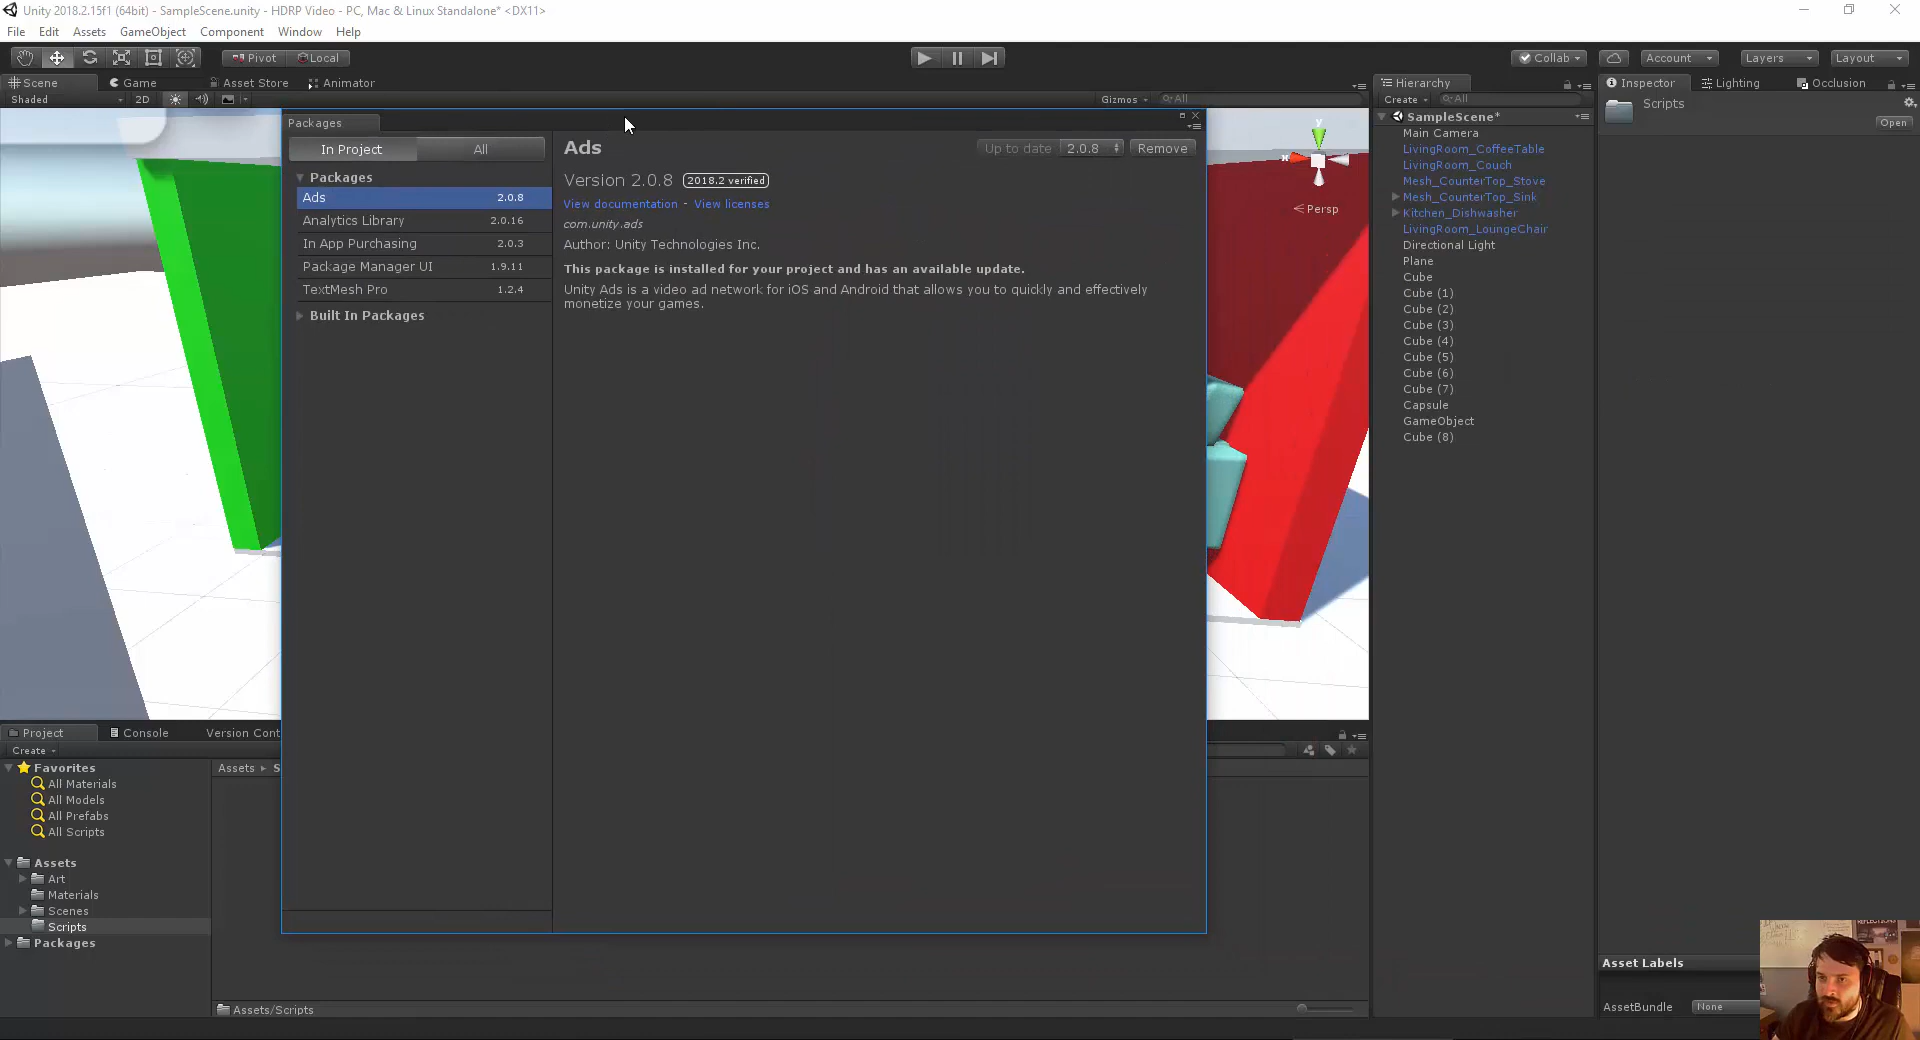 Unity 2018.2.15f1 (64bit) - SampleScene.unity - HDRP Video - PC, Mac & Linux Standalone* <DX11>
File Edit Assets GameObject Component Window Help
Pivot Local Collab Account Layers Layout
Scene Game Asset Store Animator
Shaded 2D Gizmos All
Packages
In Project All
Packages
Ads 2.0.8
Analytics Library 2.0.16
In App Purchasing 2.0.3
Package Manager UI 1.9.11
TextMesh Pro 1.2.4
Built In Packages
Ads Up to date 2.0.8 Remove
Version 2.0.8 2018.2 verified
View documentation - View licenses
com.unity.ads
Author: Unity Technologies Inc.
This package is installed for your project and has an available update.
Unity Ads is a video ad network for iOS and Android that allows you to quickly and effectively
monetize your games.
y
x
Persp
Hierarchy
Create All
SampleScene*
Main Camera
LivingRoom_CoffeeTable
LivingRoom_Couch
Mesh_CounterTop_Stove
Mesh_CounterTop_Sink
Kitchen_Dishwasher
LivingRoom_LoungeChair
Directional Light
Plane
Cube
Cube (1)
Cube (2)
Cube (3)
Cube (4)
Cube (5)
Cube (6)
Cube (7)
Capsule
GameObject
Cube (8)
Inspector Lighting Occlusion
Scripts
Open
Project Console Version Cont
Create
Favorites
All Materials
All Models
All Prefabs
All Scripts
Assets
Art
Materials
Scenes
Scripts
Packages
Assets ▸ S
Assets/Scripts
Asset Labels
AssetBundle None